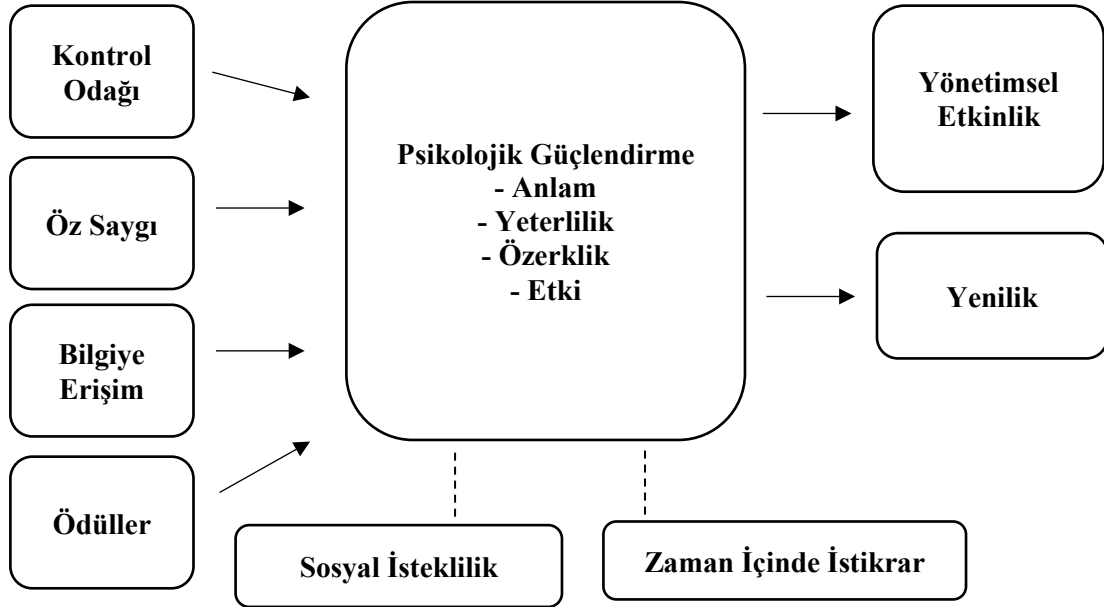 Kontrol
Odağı
Öz Saygı
Bilgiye
Erişim
Ödüller
Psikolojik Güçlendirme
- Anlam
- Yeterlilik
- Özerklik
- Etki
Yönetimsel
Etkinlik
Yenilik
Sosyal İsteklilik
Zaman İçinde İstikrar